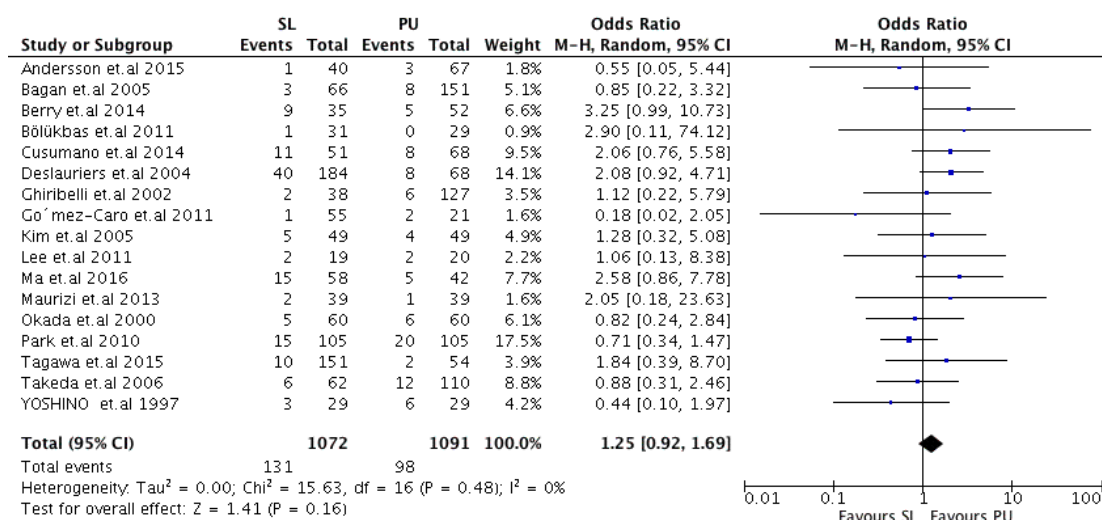 SL PU Odds Ratio Odds Ratio
Study or Subgroup Events Total Events Total Weight M-H, Random, 95% CI M-H, Random, 95% CI
Andersson et.al 2015 1 40 3 67 1.8% 0.55 [0.05, 5.44]
Bagan et.al 2005 3 66 8 151 5.1% 0.85 [0.22, 3.32]
Berry et.al 2014 9 35 5 52 6.6% 3.25 [0.99, 10.73]
Bölükbas et.al 2011 1 31 0 29 0.9% 2.90 [0.11, 74.12]
Cusumano et.al 2014 11 51 8 68 9.5% 2.06 [0.76, 5.58]
Deslauriers et.al 2004 40 184 8 68 14.1% 2.08 [0.92, 4.71]
Ghiribelli et.al 2002 2 38 6 127 3.5% 1.12 [0.22, 5.79]
Go´mez-Caro et.al 2011 1 55 2 21 1.6% 0.18 [0.02, 2.05]
Kim et.al 2005 5 49 4 49 4.9% 1.28 [0.32, 5.08]
Lee et.al 2011 2 19 2 20 2.2% 1.06 [0.13, 8.38]
Ma et.al 2016 15 58 5 42 7.7% 2.58 [0.86, 7.78]
Maurizi et.al 2013 2 39 1 39 1.6% 2.05 [0.18, 23.63]
Okada et.al 2000 5 60 6 60 6.1% 0.82 [0.24, 2.84]
Park et.al 2010 15 105 20 105 17.5% 0.71 [0.34, 1.47]
Tagawa et.al 2015 10 151 2 54 3.9% 1.84 [0.39, 8.70]
Takeda et.al 2006 6 62 12 110 8.8% 0.88 [0.31, 2.46]
YOSHINO et.al 1997 3 29 6 29 4.2% 0.44 [0.10, 1.97]
Total (95% CI) 1072 1091 100.0% 1.25 [0.92, 1.69]
Total events 131 98
Heterogeneity: Tau² = 0.00; Chi² = 15.63, df = 16 (P = 0.48); I² = 0%
Test for overall effect: Z = 1.41 (P = 0.16)
0.01 0.1 1 10 100
Favours SL Favours PU